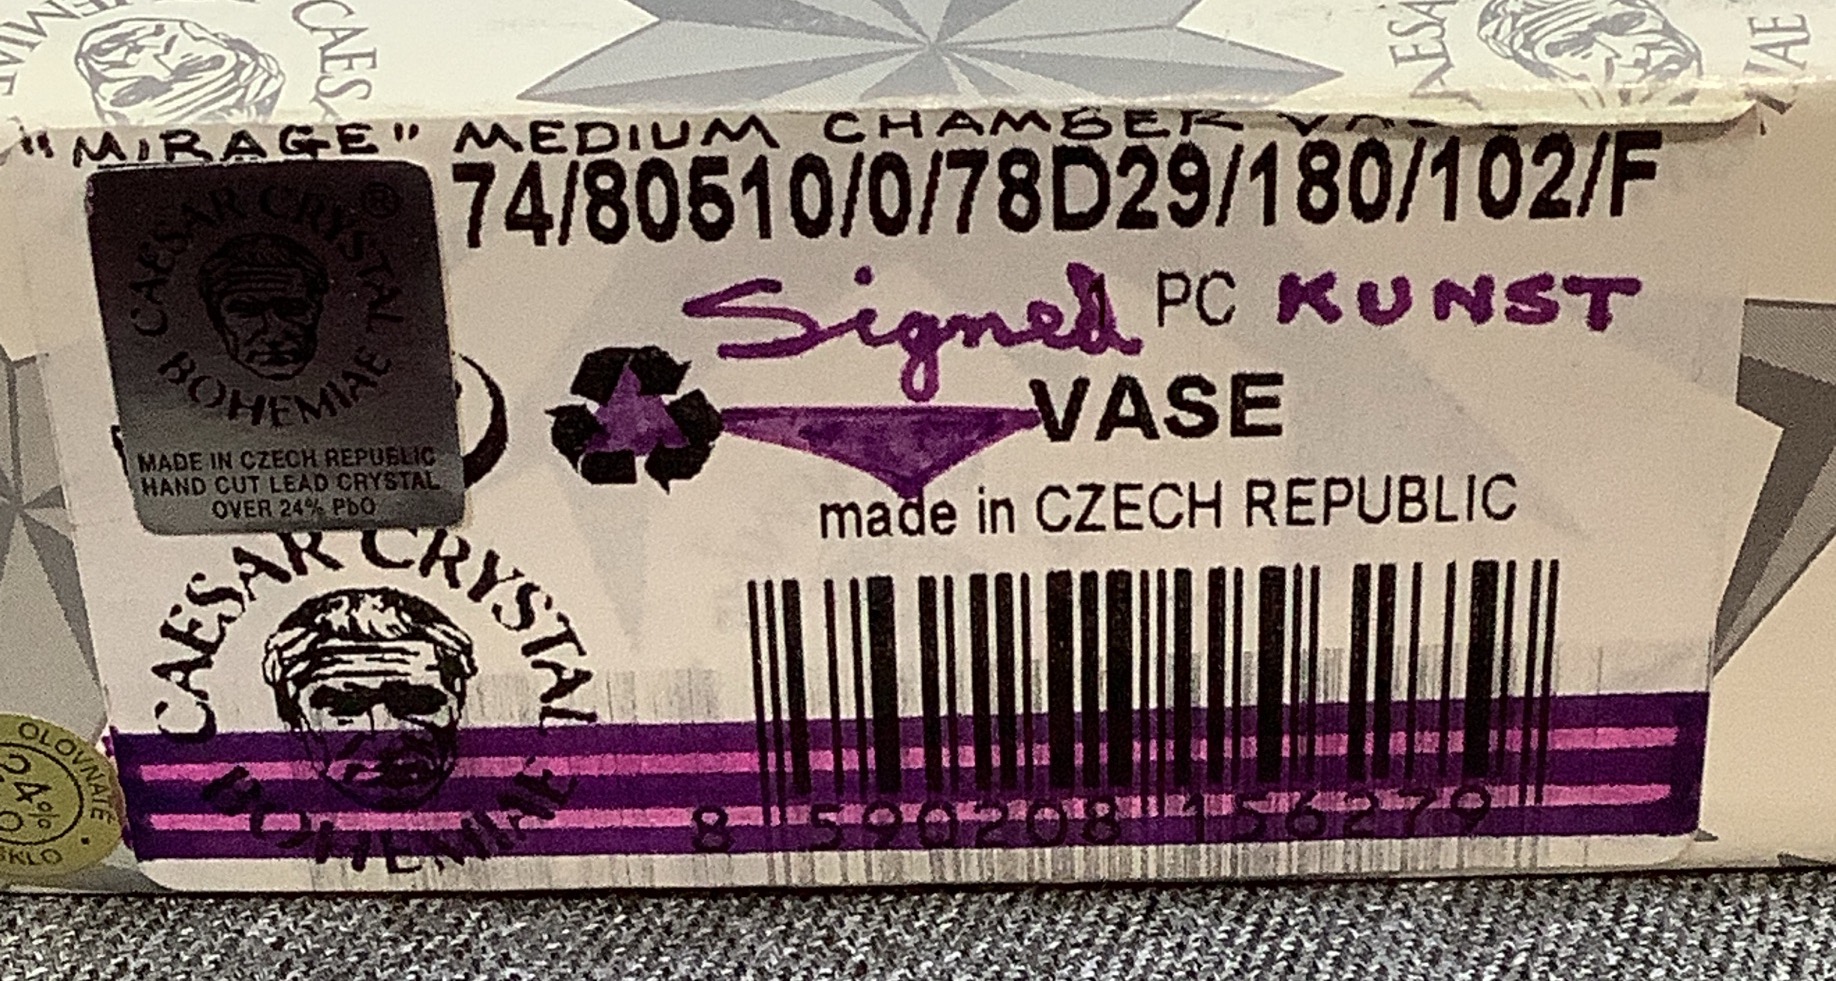 CAESAR
"MIRAGE" MEDIUM CHAMBER VASE
74/80510/0/78D29/180/102/F
CAESAR CRYSTAL ®
BOHEMIAE
MADE IN CZECH REPUBLIC
HAND CUT LEAD CRYSTAL
OVER 24% PbO
Signed PC KUNST
VASE
made in CZECH REPUBLIC
CAESAR CRYSTAL
BOHEMIAE
8 590208 156279
OLOVNATÉ
24%
SKLO